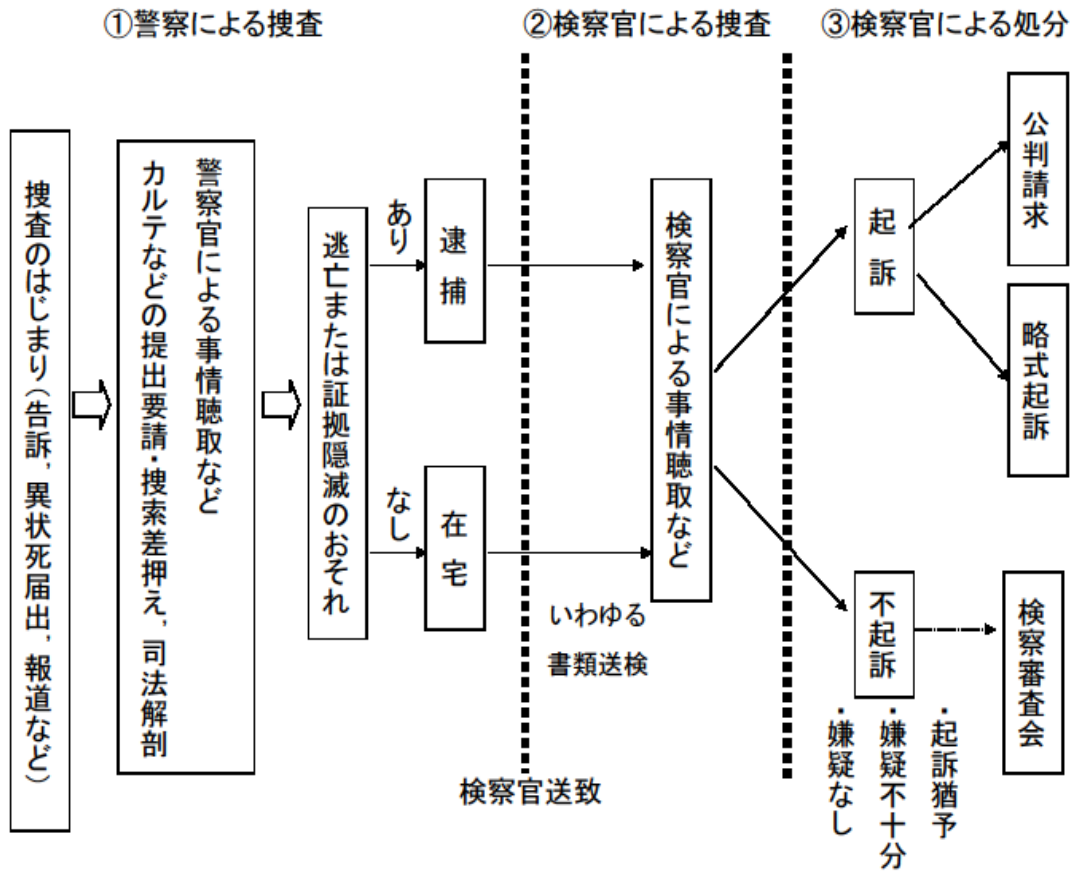 ①警察による捜査
②検察官による捜査
③検察官による処分
捜査のはじまり(告訴,異状死届出,報道など)
警察官による事情聴取など
カルテなどの提出要請・捜索差押え,司法解剖
逃亡または証拠隠滅のおそれ
あり
逮捕
なし
在宅
いわゆる
書類送検
検察官送致
検察官による事情聴取など
起訴
公判請求
略式起訴
不起訴
・起訴猶予
・嫌疑不十分
・嫌疑なし
検察審査会